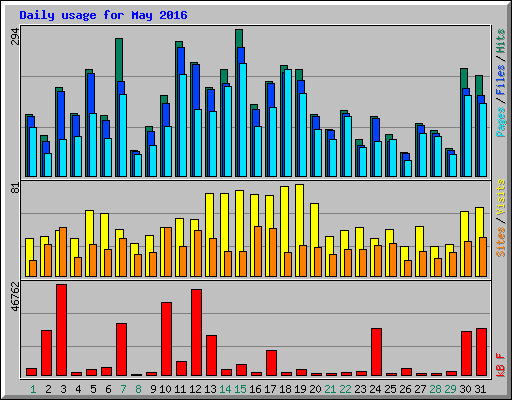 Daily usage for May 2016
294
Pages / Files / Hits
81
Sites / Visits
46762
kB F
1 2 3 4 5 6 7 8 9 10 11 12 13 14 15 16 17 18 19 20 21 22 23 24 25 26 27 28 29 30 31